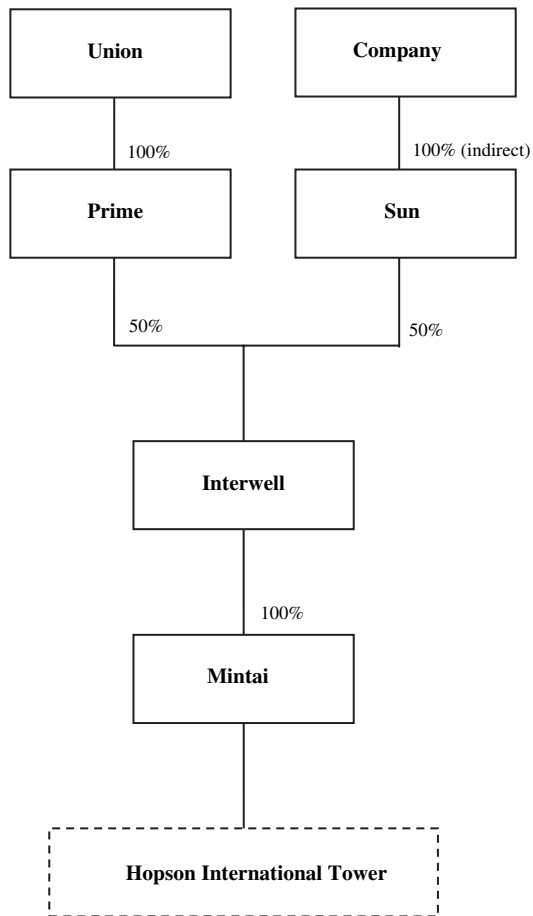 Union
Company
100%
100% (indirect)
Prime
Sun
50%
50%
Interwell
100%
Mintai
Hopson International Tower